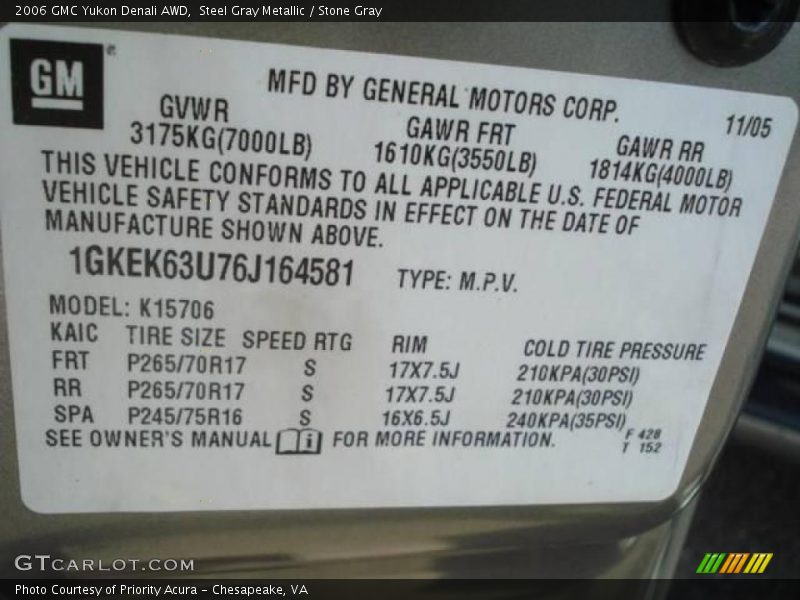 2006 GMC Yukon Denali AWD,  Steel Gray Metallic / Stone Gray
GM
MFD BY GENERAL MOTORS CORP.
11/05
GVWR GAWR FRT GAWR RR
3175KG(7000LB) 1610KG(3550LB) 1814KG(4000LB)
THIS VEHICLE CONFORMS TO ALL APPLICABLE U.S. FEDERAL MOTOR
VEHICLE SAFETY STANDARDS IN EFFECT ON THE DATE OF
MANUFACTURE SHOWN ABOVE.
1GKEK63U76J164581 TYPE: M.P.V.
MODEL: K15706
KAIC TIRE SIZE SPEED RTG RIM COLD TIRE PRESSURE
FRT P265/70R17 S 17X7.5J 210KPA(30PSI)
RR P265/70R17 S 17X7.5J 210KPA(30PSI)
SPA P245/75R16 S 16X6.5J 240KPA(35PSI)
SEE OWNER'S MANUAL i FOR MORE INFORMATION.
F 428
T 152
GTCARLOT.COM
Photo Courtesy of Priority Acura - Chesapeake, VA